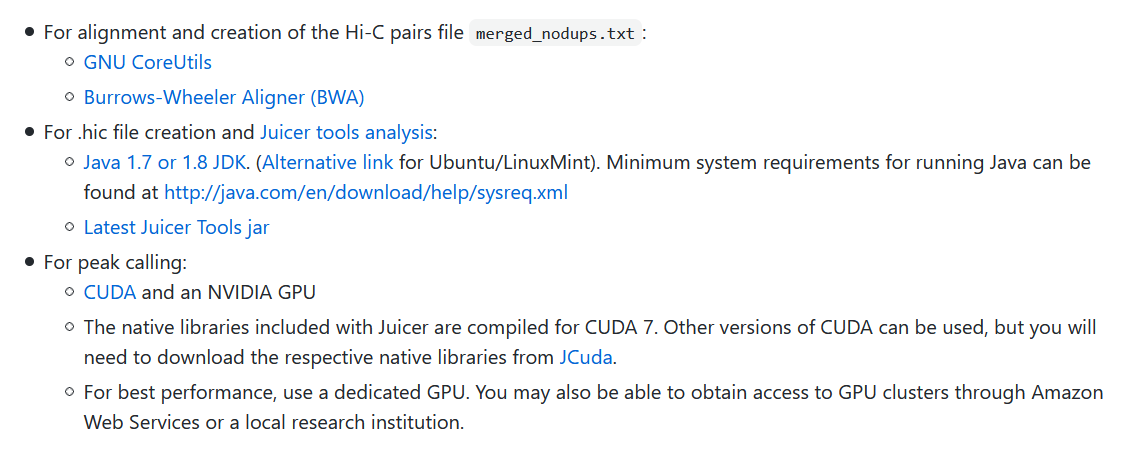 For alignment and creation of the Hi-C pairs file merged_nodups.txt:
GNU CoreUtils
Burrows-Wheeler Aligner (BWA)
For .hic file creation and Juicer tools analysis:
Java 1.7 or 1.8 JDK. (Alternative link for Ubuntu/LinuxMint). Minimum system requirements for running Java can be
found at http://java.com/en/download/help/sysreq.xml
Latest Juicer Tools jar
For peak calling:
CUDA and an NVIDIA GPU
The native libraries included with Juicer are compiled for CUDA 7. Other versions of CUDA can be used, but you will
need to download the respective native libraries from JCuda.
For best performance, use a dedicated GPU. You may also be able to obtain access to GPU clusters through Amazon
Web Services or a local research institution.